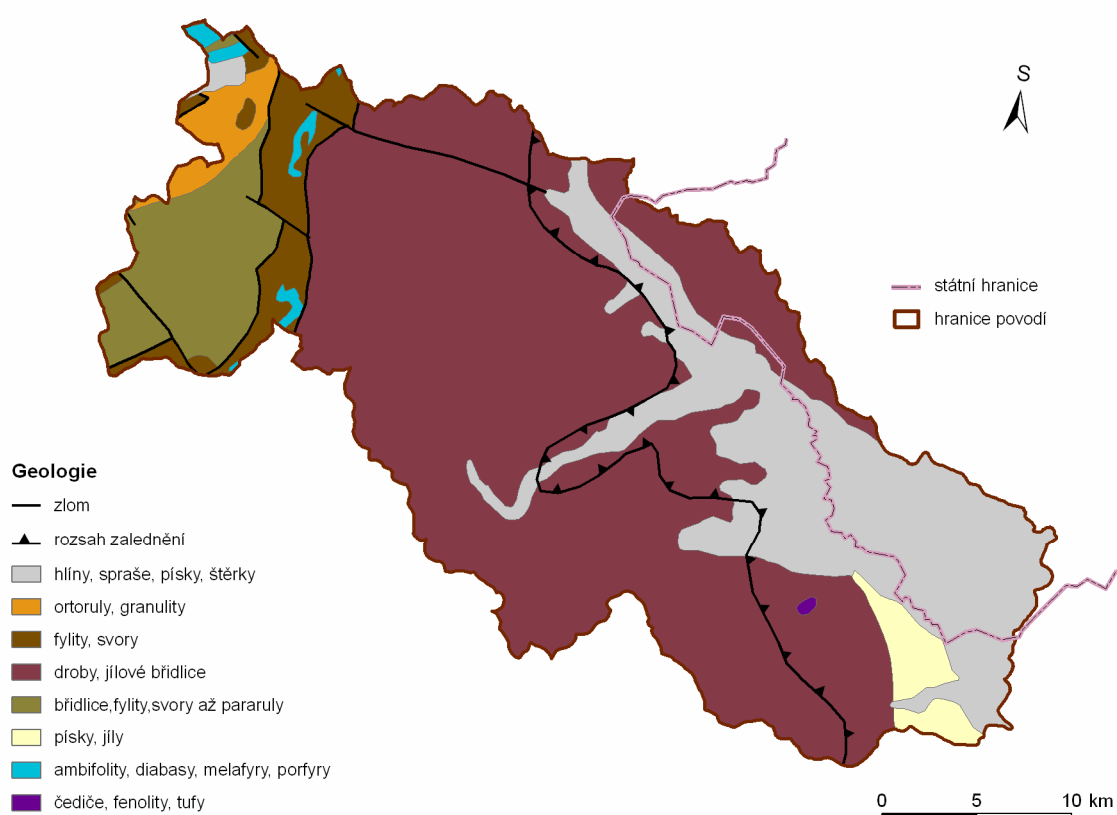 S
státní hranice
hranice povodí
Geologie
zlom
rozsah zalednění
hlíny, spraše, písky, štěrky
ortoruly, granulity
fylity, svory
droby, jílové břidlice
břidlice,fylity,svory až pararuly
písky, jíly
ambifolity, diabasy, melafyry, porfyry
čediče, fenolity, tufy
0 5 10 km